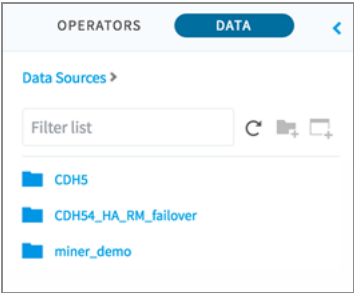 OPERATORS DATA
Data Sources >
Filter list
CDH5
CDH54_HA_RM_failover
miner_demo